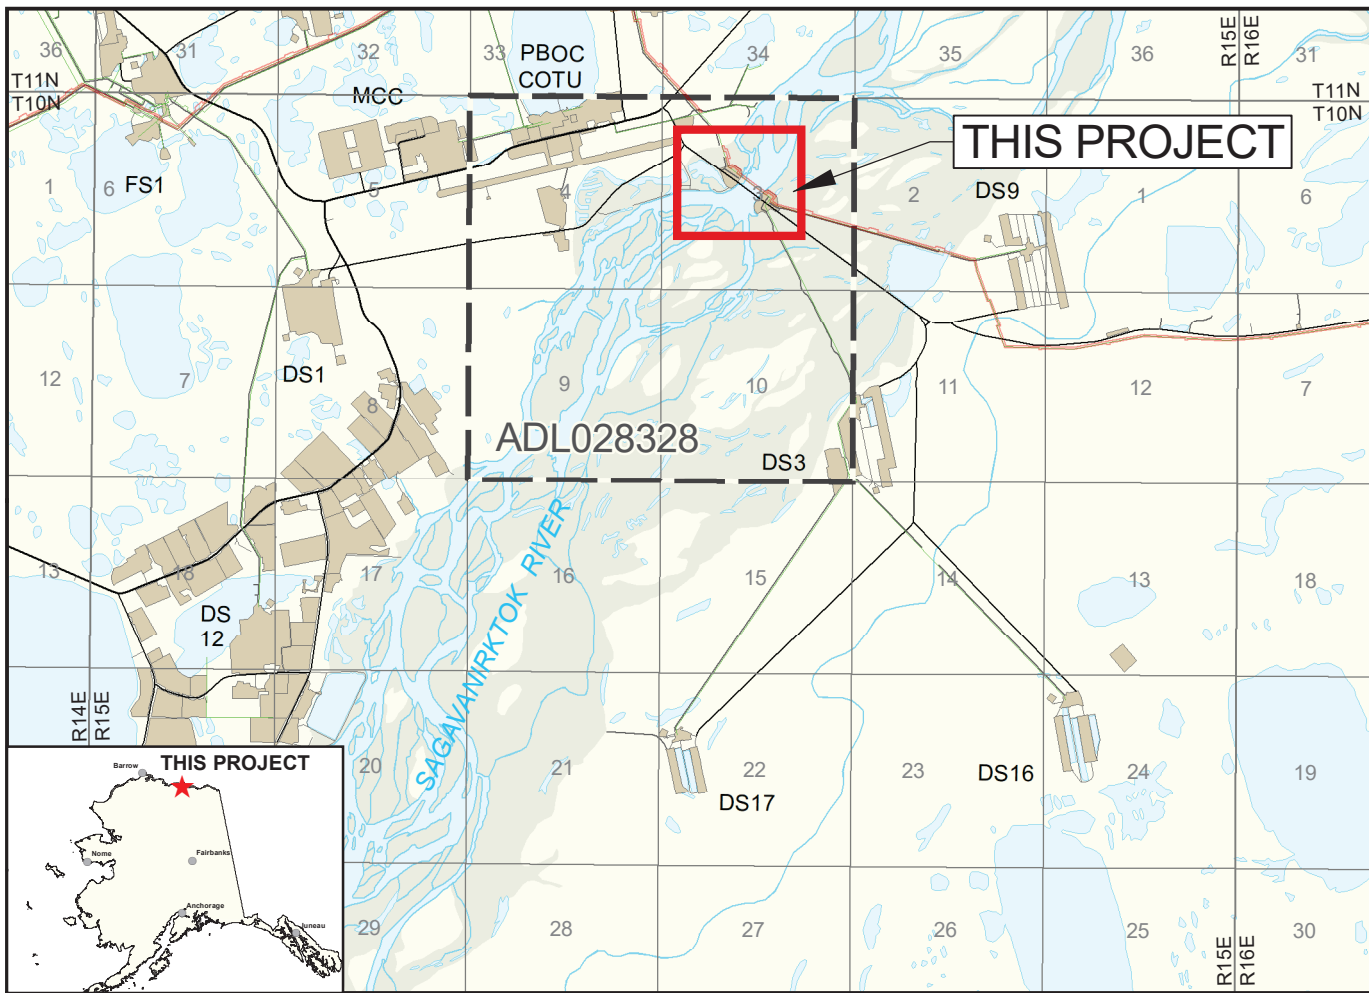 36
31
32
33
PBOC
COTU
34
35
36
R15E
R16E
31
T11N
T10N
MCC
T11N
T10N
THIS PROJECT
1
6
FS1
5
4
3
2
DS9
1
6
12
7
DS1
8
9
10
11
12
7
ADL028328
DS3
13
18
17
16
15
14
13
18
DS
12
SAGAVANIRKTOK RIVER
R14E
R15E
20
21
22
23
DS16
24
19
DS17
29
28
27
26
25
30
R15E
R16E
THIS PROJECT
Barrow
Nome
Fairbanks
Anchorage
Juneau